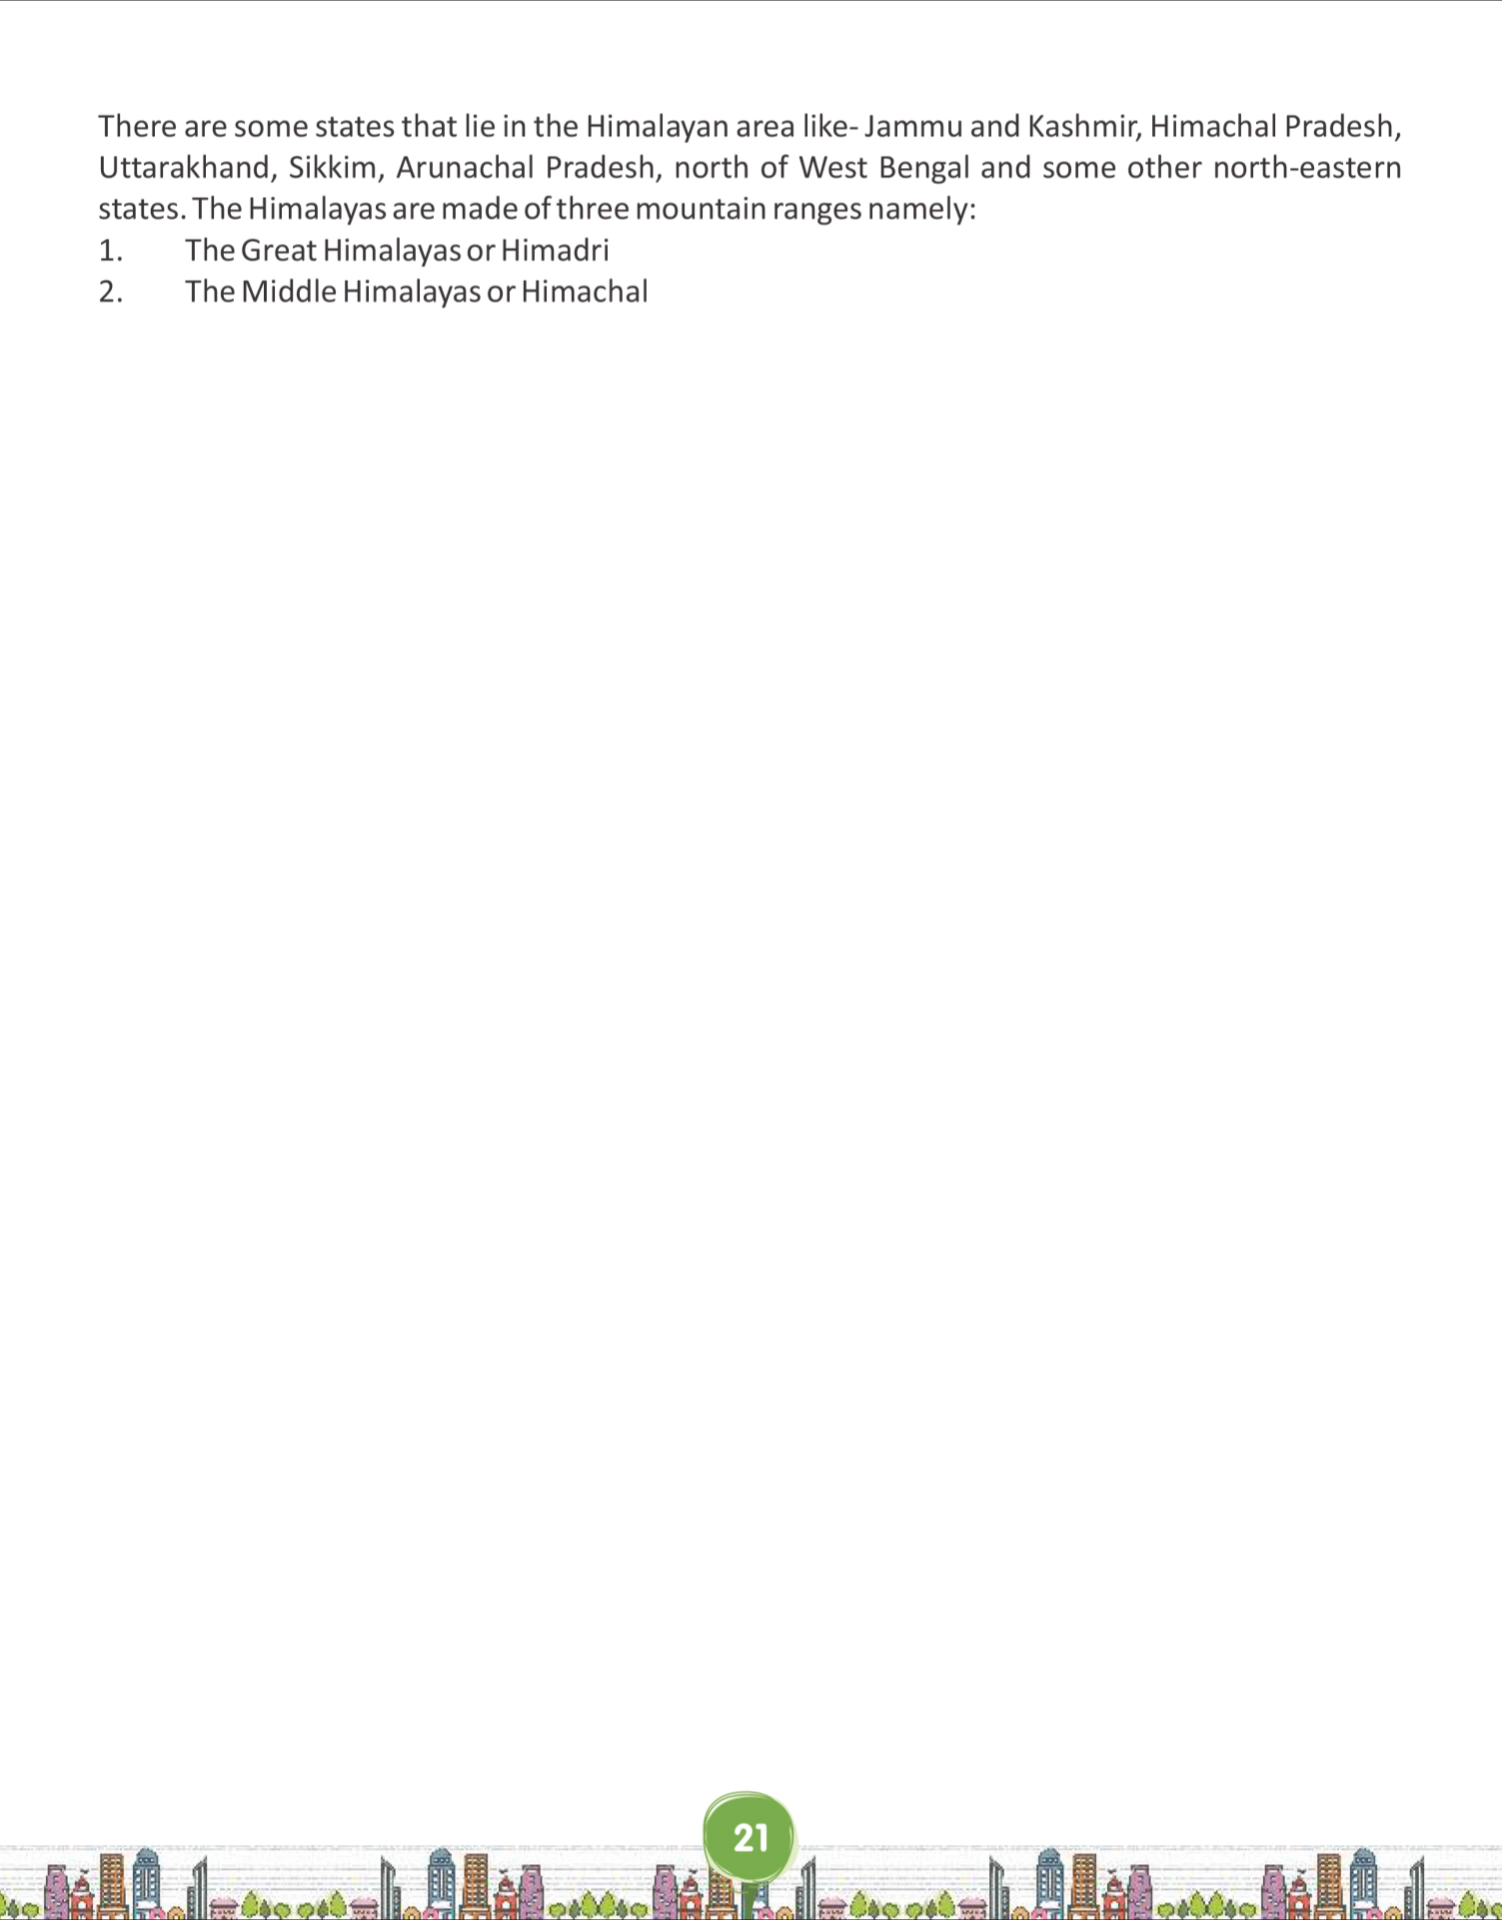 There are some states that lie in the Himalayan area like- Jammu and Kashmir, Himachal Pradesh,
Uttarakhand, Sikkim, Arunachal Pradesh, north of West Bengal and some other north-eastern
states. The Himalayas are made of three mountain ranges namely:
1. The Great Himalayas or Himadri
2. The Middle Himalayas or Himachal
21